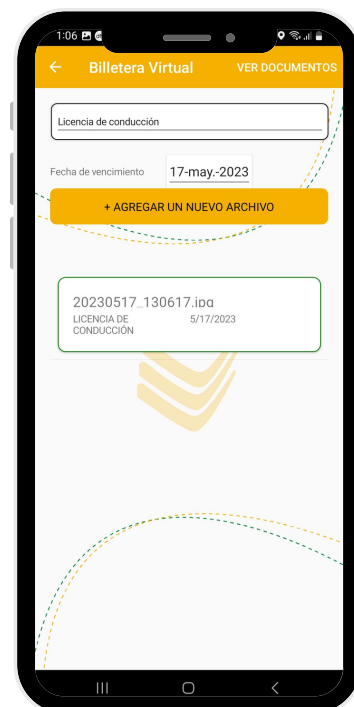 1:06
Billetera Virtual
VER DOCUMENTOS
Licencia de conducción
Fecha de vencimiento
17-may.-2023
+ AGREGAR UN NUEVO ARCHIVO
20230517_130617.jpg
LICENCIA DE
CONDUCCIÓN
5/17/2023